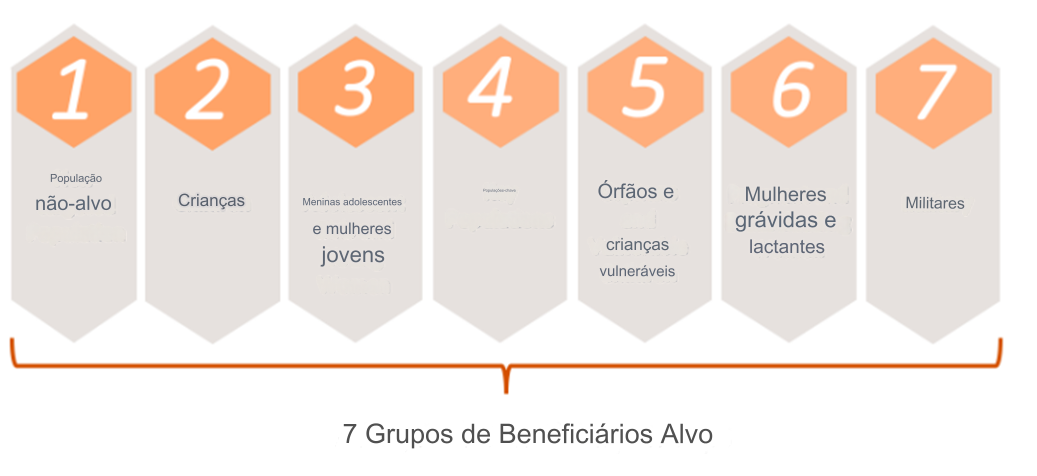 1
2
3
4
5
6
7
População
não-alvo
Crianças
Meninas adolescentes
e mulheres
jovens
Órfãos e
crianças
vulneráveis
Mulheres
grávidas e
lactantes
Militares
7 Grupos de Beneficiários Alvo